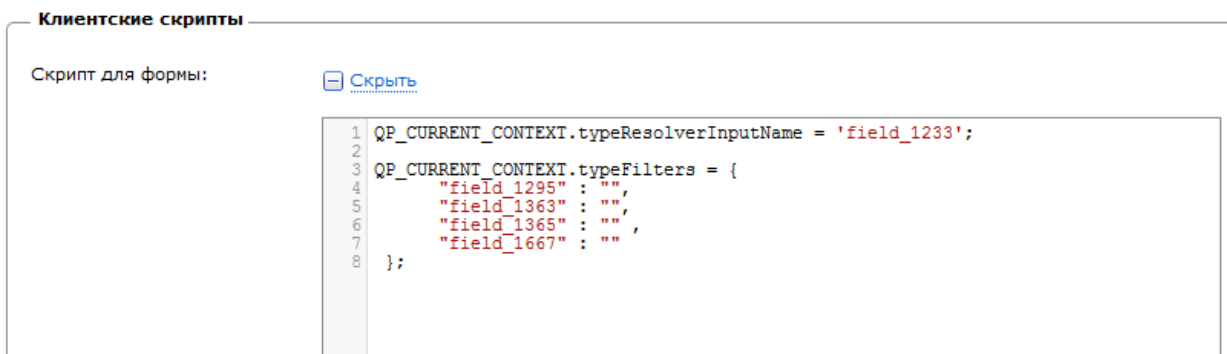 Клиентские скрипты
Скрипт для формы:
Скрыть
1 QP_CURRENT_CONTEXT.typeResolverInputName = 'field_1233';
2
3 QP_CURRENT_CONTEXT.typeFilters = {
4 "field_1295" : "",
5 "field_1363" : "",
6 "field_1365" : "" ,
7 "field_1667" : ""
8 };